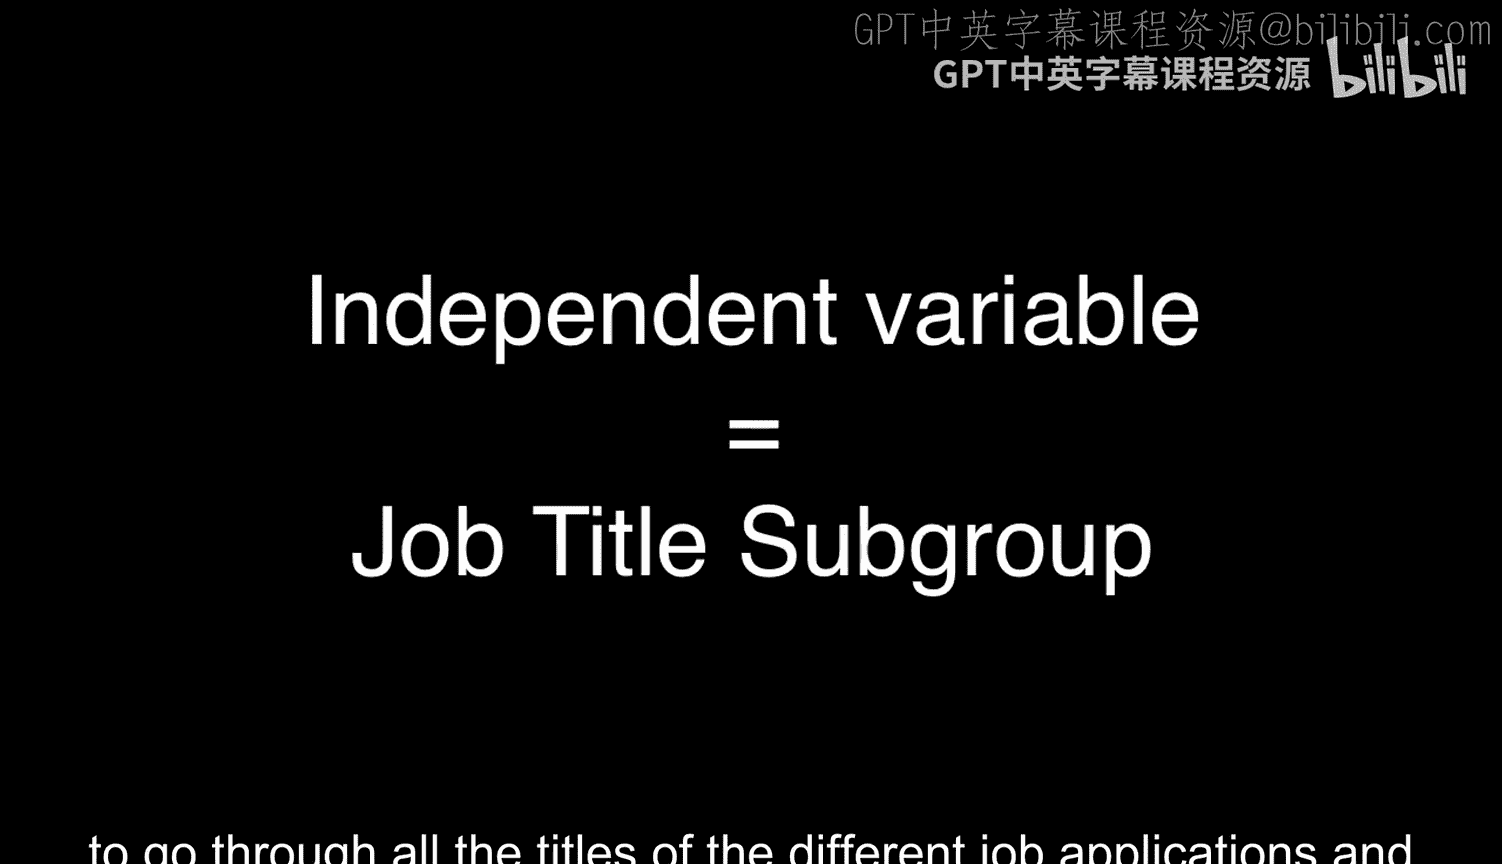 GPT中英字幕课程资源@bilibili.com
GPT中英字幕课程资源 bilibili
Independent variable
=
Job Title Subgroup
to go through all the titles of the different job applications and